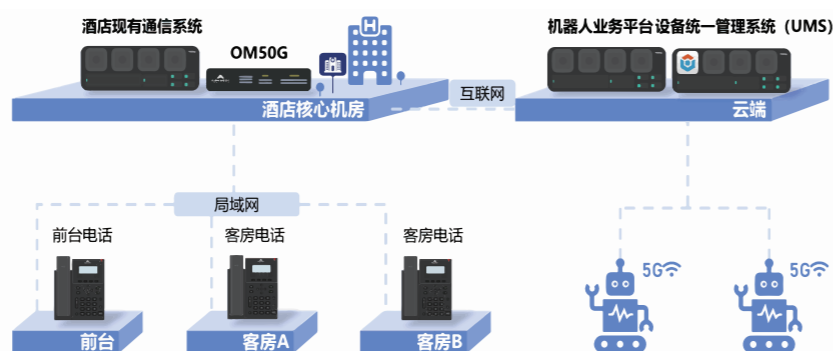 酒店现有通信系统
OM50G
机器人业务平台设备统一管理系统（UMS）
互联网
酒店核心机房
云端
局域网
前台电话
客房电话
客房电话
5G
5G
前台
客房A
客房B